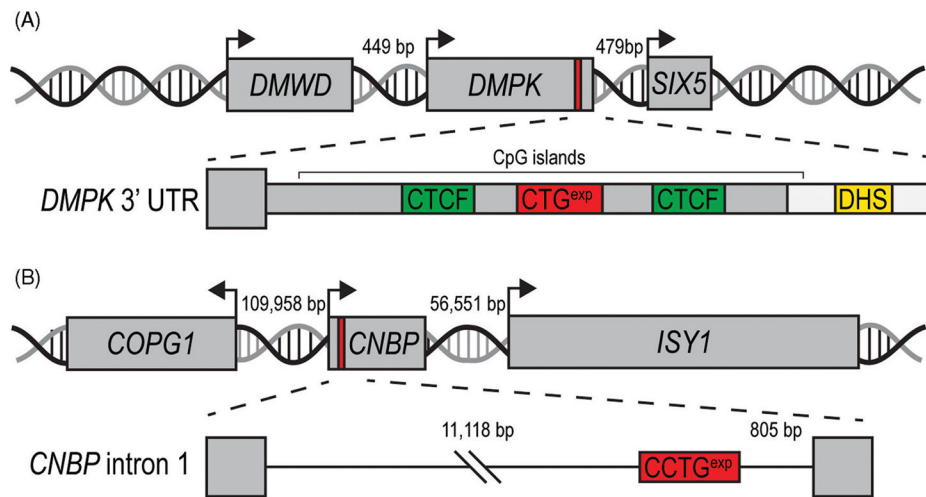 (A)
449 bp
479bp
DMWD
DMPK
SIX5
CpG islands
DMPK 3' UTR
CTCF
CTGexp
CTCF
DHS
(B)
109,958 bp
56,551 bp
COPG1
CNBP
ISY1
11,118 bp
805 bp
CNBP intron 1
CCTGexp